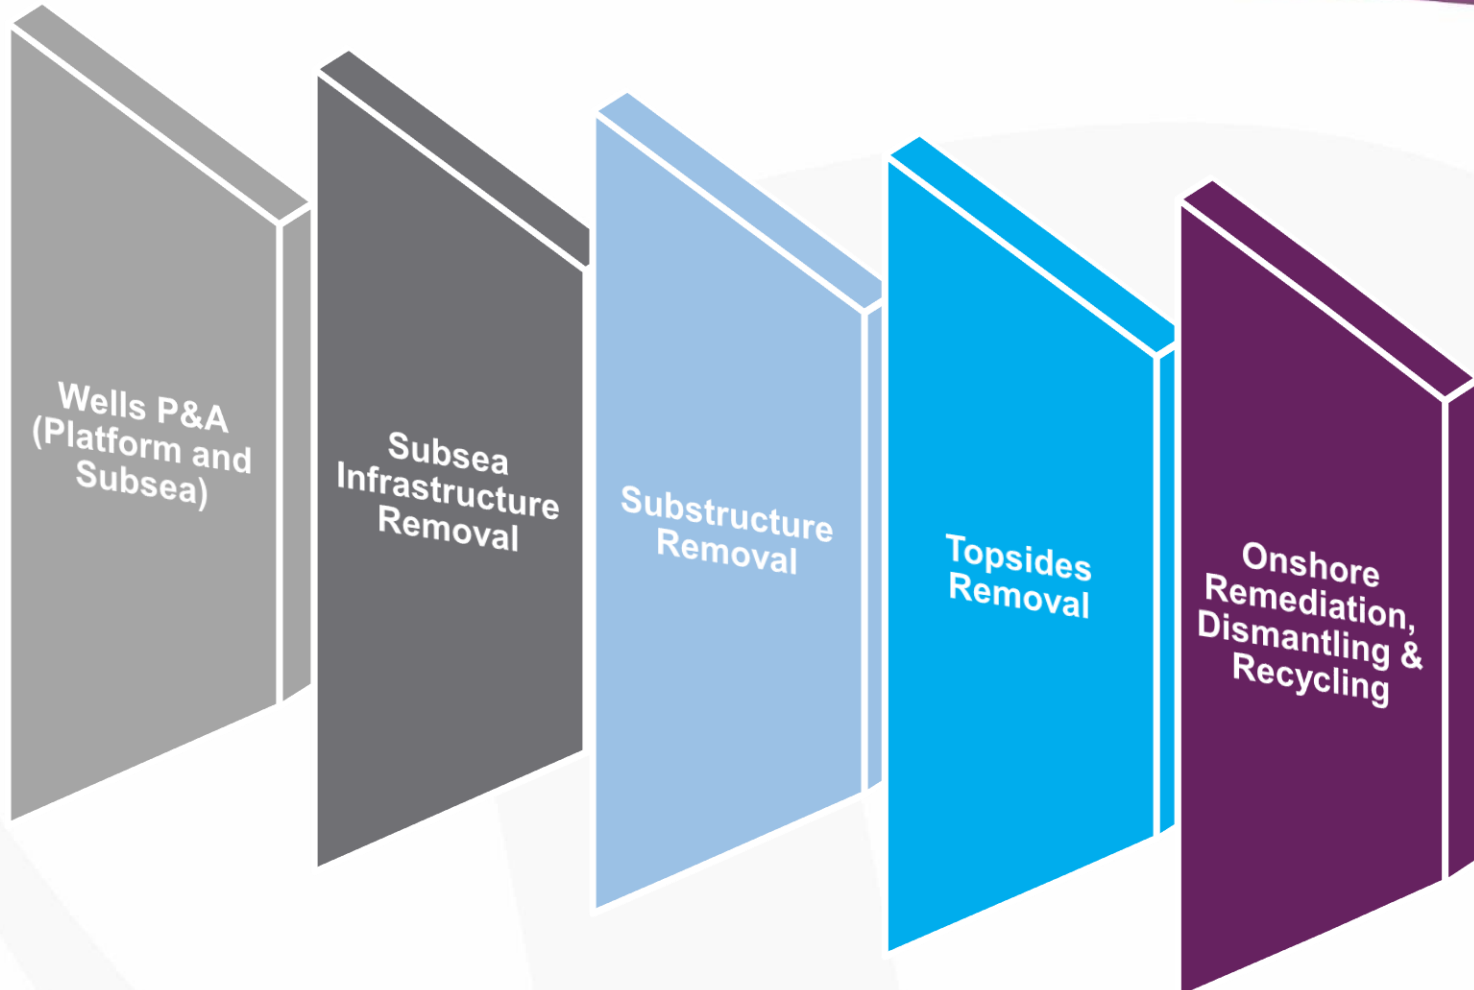 Wells P&A
(Platform and
Subsea)
Subsea
Infrastructure
Removal
Substructure
Removal
Topsides
Removal
Onshore
Remediation,
Dismantling &
Recycling